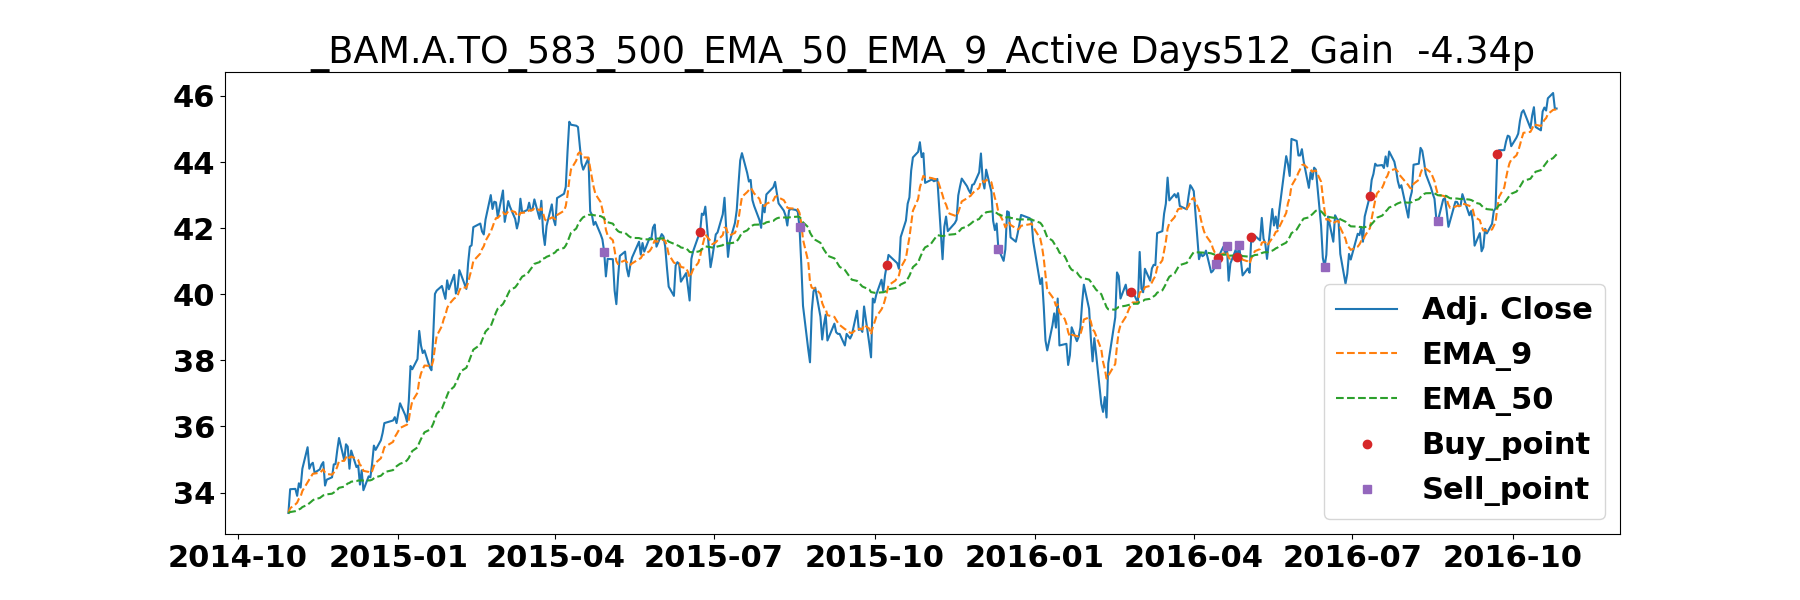 _BAM.A.TO_583_500_EMA_50_EMA_9_Active Days512_Gain  -4.34p
46
44
42
40
38
36
34
2014-10 2015-01 2015-04 2015-07 2015-10 2016-01 2016-04 2016-07 2016-10
Adj. Close
EMA_9
EMA_50
Buy_point
Sell_point